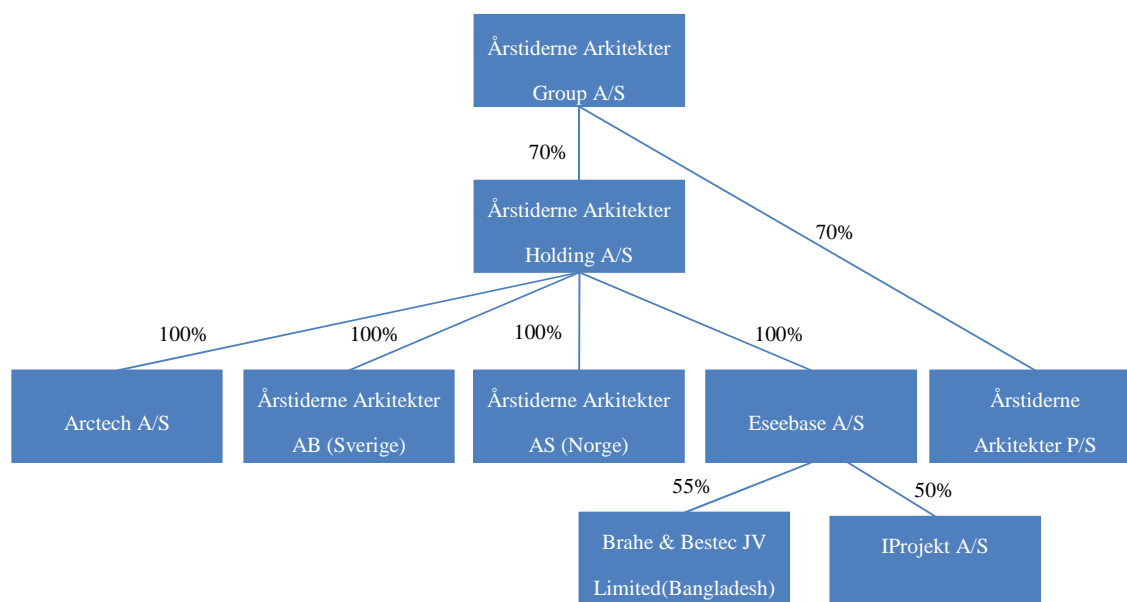 Årstiderne Arkitekter
Group A/S
70%
Årstiderne Arkitekter
Holding A/S
70%
100%
100%
100%
100%
Arctech A/S
Årstiderne Arkitekter
AB (Sverige)
Årstiderne Arkitekter
AS (Norge)
Eseebase A/S
Årstiderne
Arkitekter P/S
55%
50%
Brahe & Bestec JV
Limited(Bangladesh)
IProjekt A/S